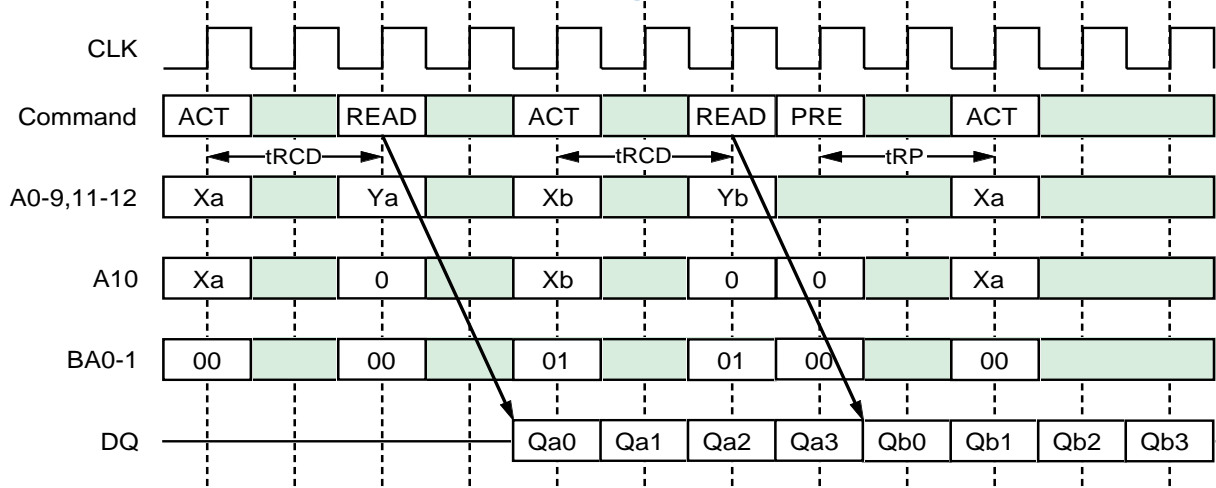 CLK
Command ACT READ ACT READ PRE ACT
tRCD tRCD tRP
A0-9,11-12 Xa Ya Xb Yb Xa
A10 Xa 0 Xb 0 0 Xa
BA0-1 00 00 01 01 00 00
DQ Qa0 Qa1 Qa2 Qa3 Qb0 Qb1 Qb2 Qb3